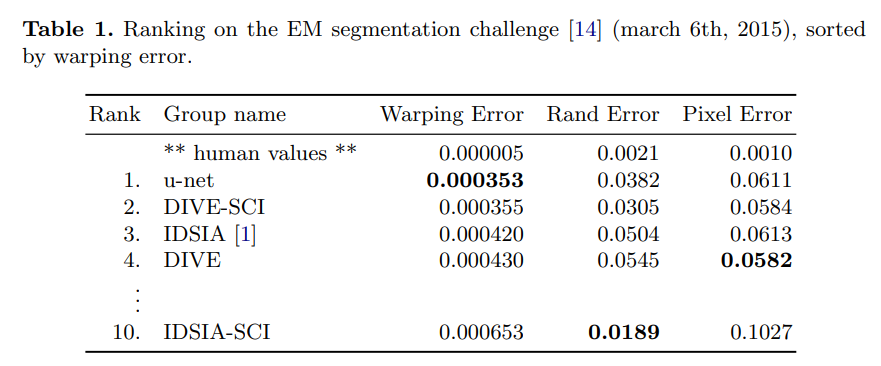 Table 1. Ranking on the EM segmentation challenge [14] (march 6th, 2015), sorted
by warping error.
Rank Group name Warping Error Rand Error Pixel Error
** human values ** 0.000005 0.0021 0.0010
1. u-net 0.000353 0.0382 0.0611
2. DIVE-SCI 0.000355 0.0305 0.0584
3. IDSIA [1] 0.000420 0.0504 0.0613
4. DIVE 0.000430 0.0545 0.0582
⋮
10. IDSIA-SCI 0.000653 0.0189 0.1027